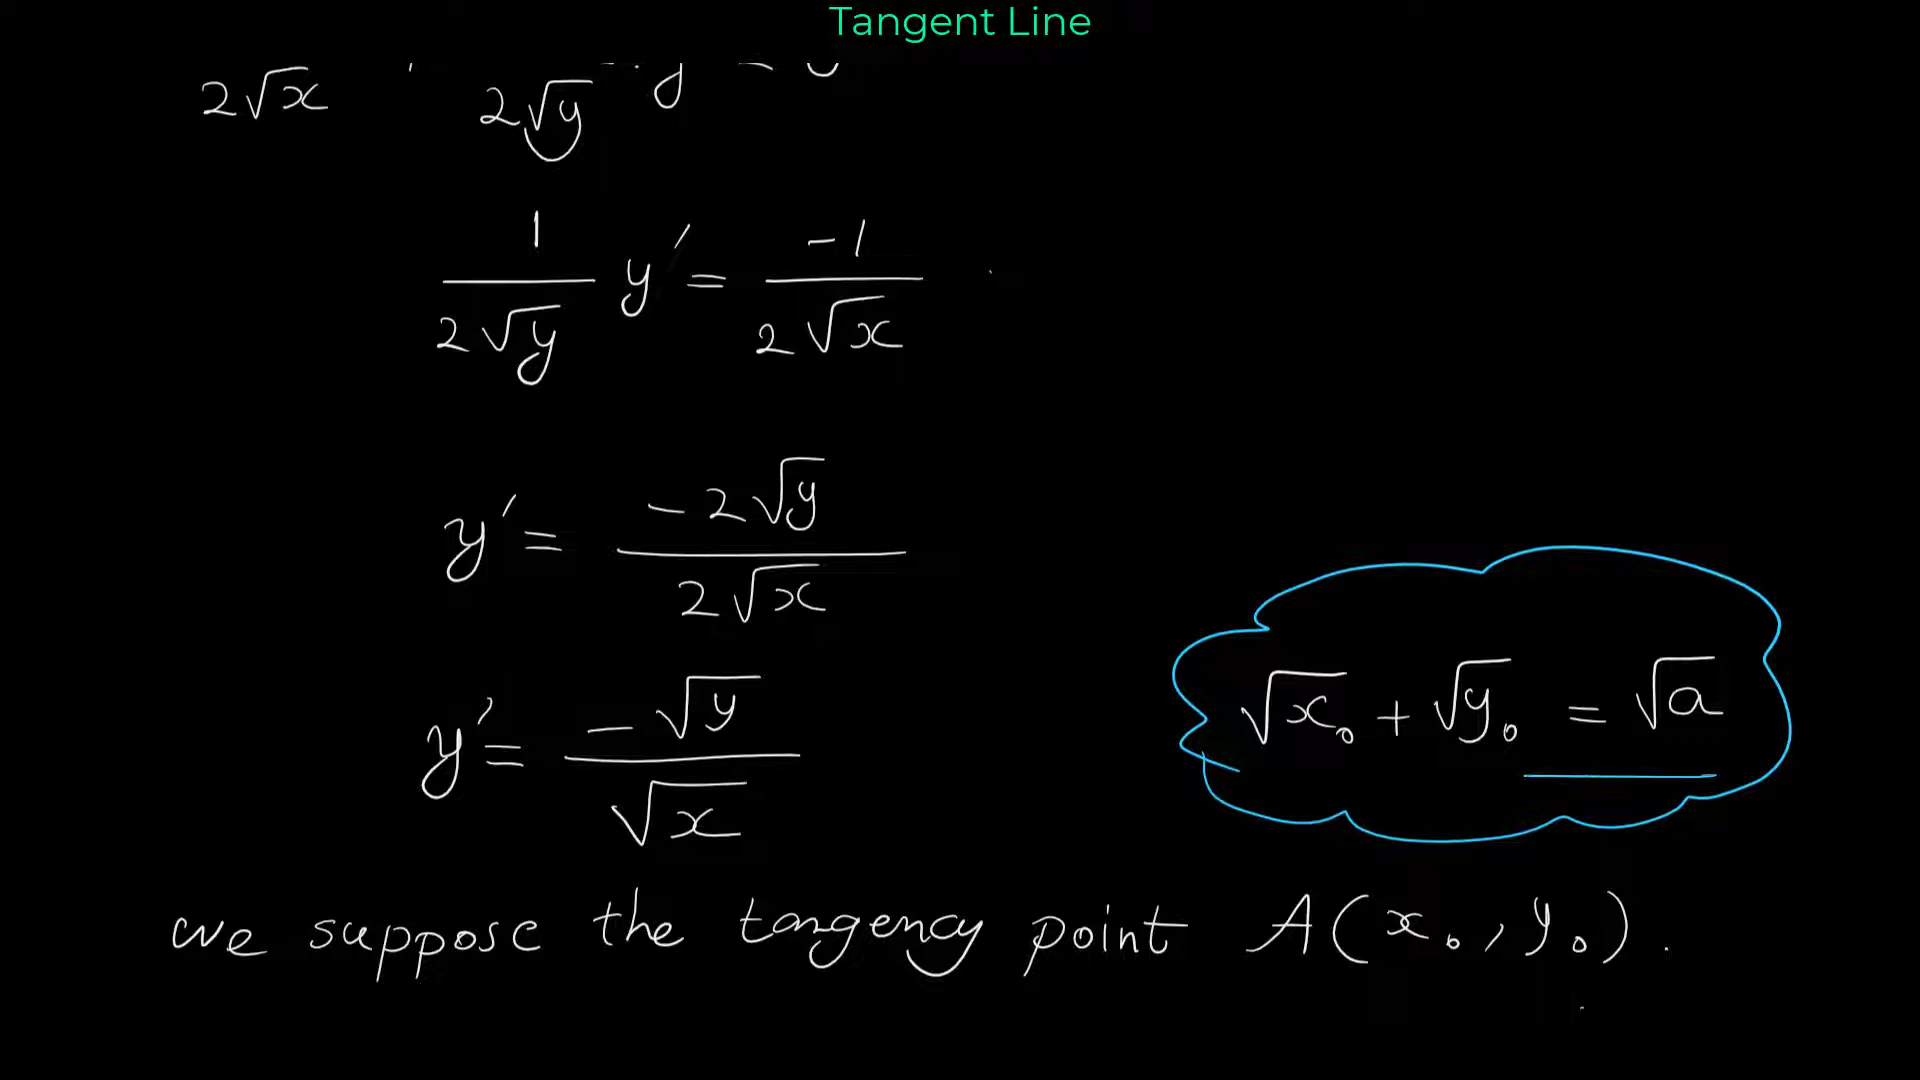 Tangent Line
2√x 2√y y
1/(2√y) y' = -1/(2√x)
y' = -2√y/(2√x)
y' = -√y/√x
√x₀ + √y₀ = √a
we suppose the tangency point A(x₀, y₀).